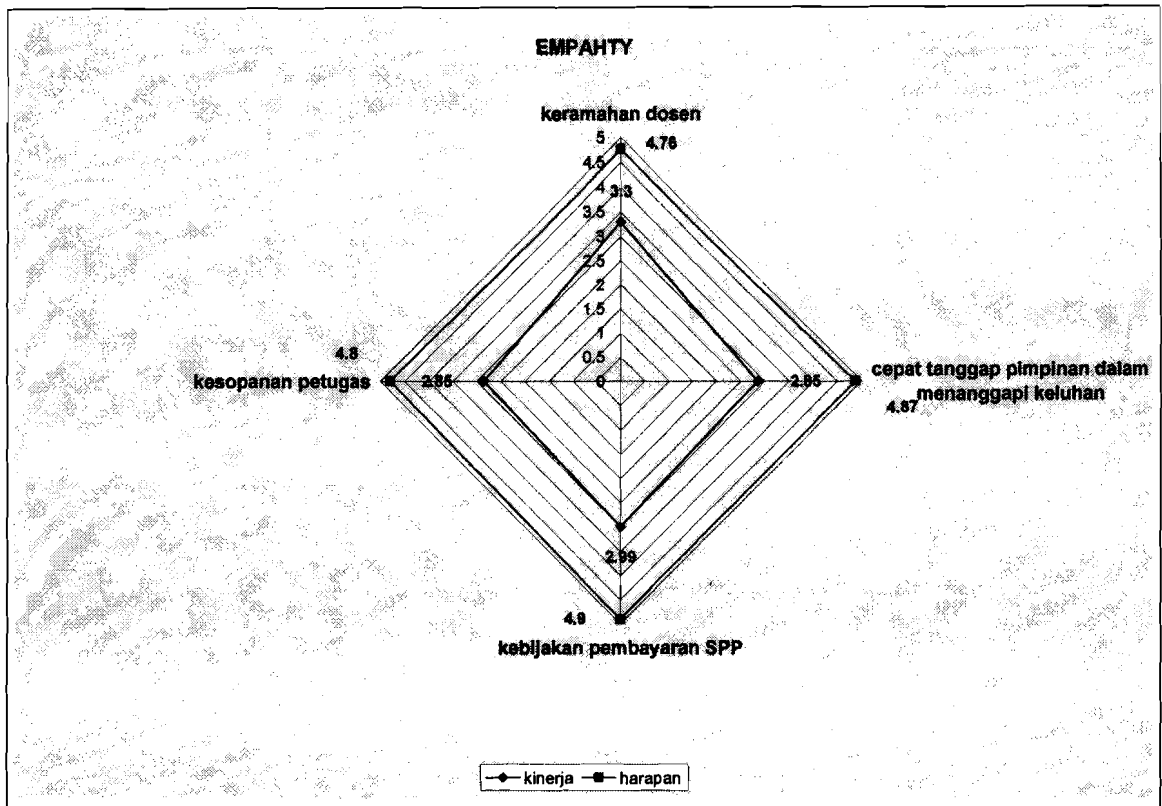 EMPAHTY
keramahan dosen
5
4.76
4.5
4
3.3
3.5
3
2.5
2
1.5
1
0.5
0
4.8
kesopanan petugas
2.85
2.85
cepat tanggap pimpinan dalam
menanggapi keluhan
4.87
2.99
4.9
kebijakan pembayaran SPP
kinerja
harapan